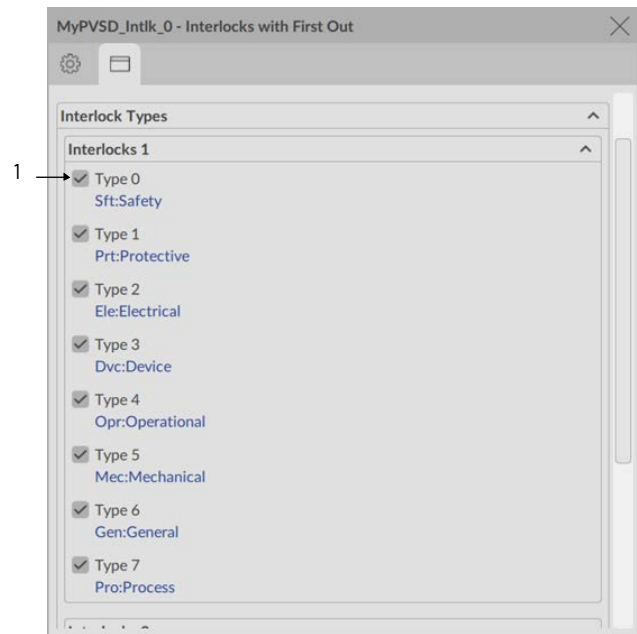 MyPVSD_Intlk_0 - Interlocks with First Out
Interlock Types
Interlocks 1
1
Type 0
Sft:Safety
Type 1
Prt:Protective
Type 2
Ele:Electrical
Type 3
Dvc:Device
Type 4
Opr:Operational
Type 5
Mec:Mechanical
Type 6
Gen:General
Type 7
Pro:Process